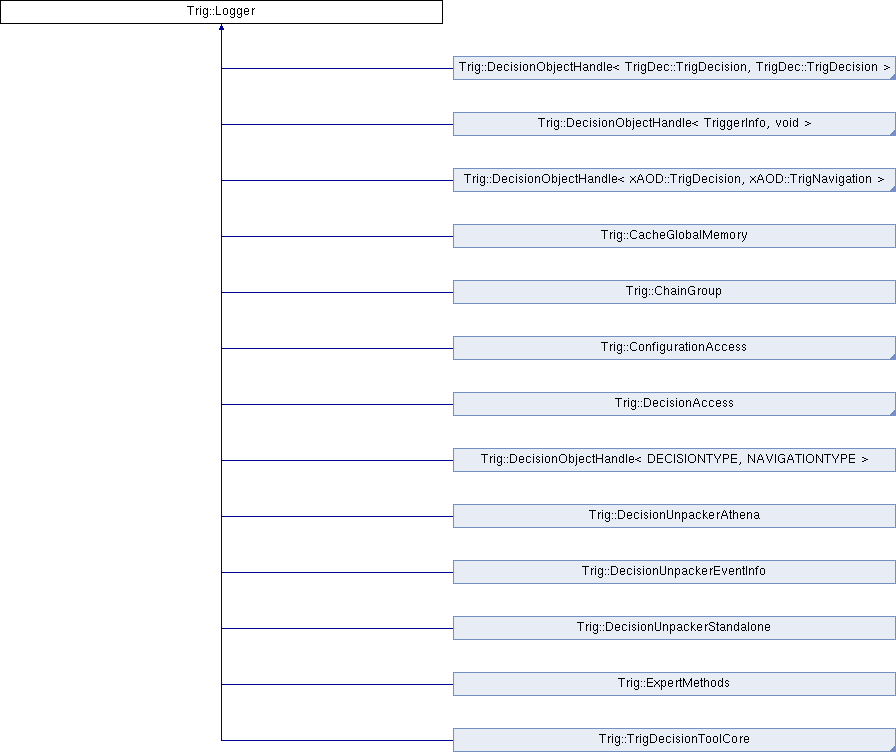 Trig::Logger
Trig::DecisionObjectHandle< TrigDec::TrigDecision, TrigDec::TrigDecision >
Trig::DecisionObjectHandle< TriggerInfo, void >
Trig::DecisionObjectHandle< xAOD::TrigDecision, xAOD::TrigNavigation >
Trig::CacheGlobalMemory
Trig::ChainGroup
Trig::ConfigurationAccess
Trig::DecisionAccess
Trig::DecisionObjectHandle< DECISIONTYPE, NAVIGATIONTYPE >
Trig::DecisionUnpackerAthena
Trig::DecisionUnpackerEventInfo
Trig::DecisionUnpackerStandalone
Trig::ExpertMethods
Trig::TrigDecisionToolCore